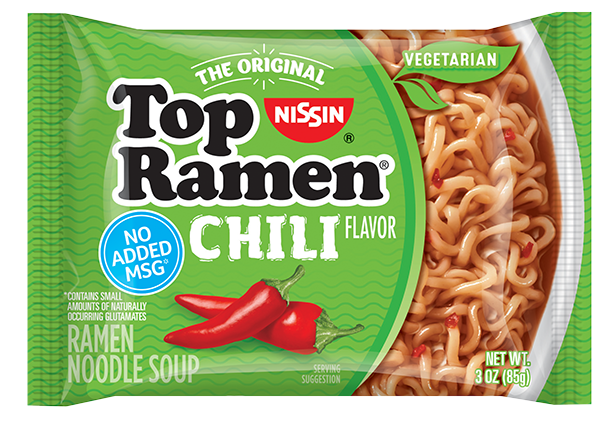 THE ORIGINAL
VEGETARIAN
NISSIN
®
Top
Ramen®
CHILI FLAVOR
NO
ADDED
MSG◊
◊CONTAINS SMALL
AMOUNTS OF NATURALLY
OCCURRING GLUTAMATES
RAMEN
NOODLE SOUP
SERVING
SUGGESTION
NET WT.
3 OZ (85g)